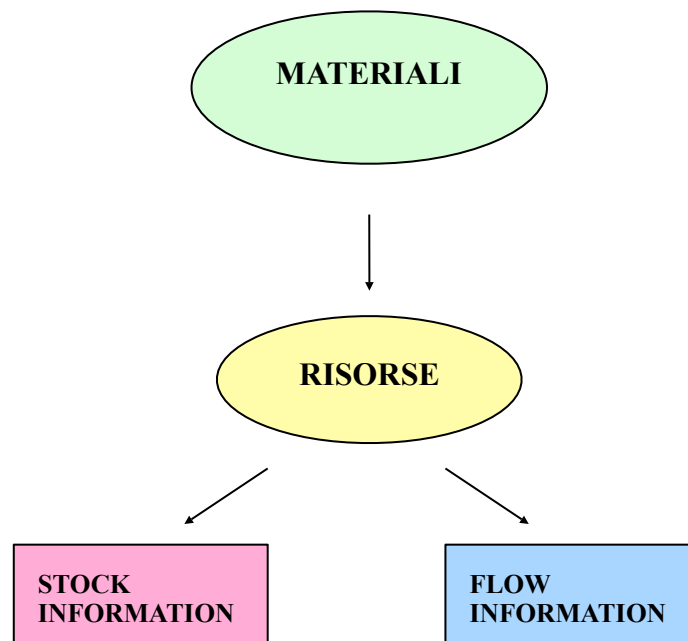 MATERIALI
RISORSE
STOCK
INFORMATION
FLOW
INFORMATION